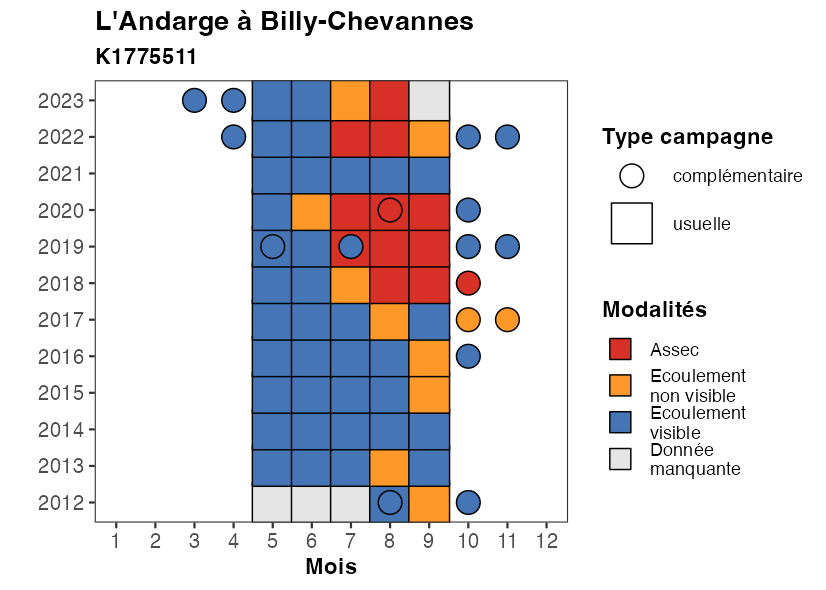 L'Andarge à Billy-Chevannes
K1775511
2023
2022
2021
2020
2019
2018
2017
2016
2015
2014
2013
2012
1 2 3 4 5 6 7 8 9 10 11 12
Mois
Type campagne
complémentaire
usuelle
Modalités
Assec
Ecoulement
non visible
Ecoulement
visible
Donnée
manquante